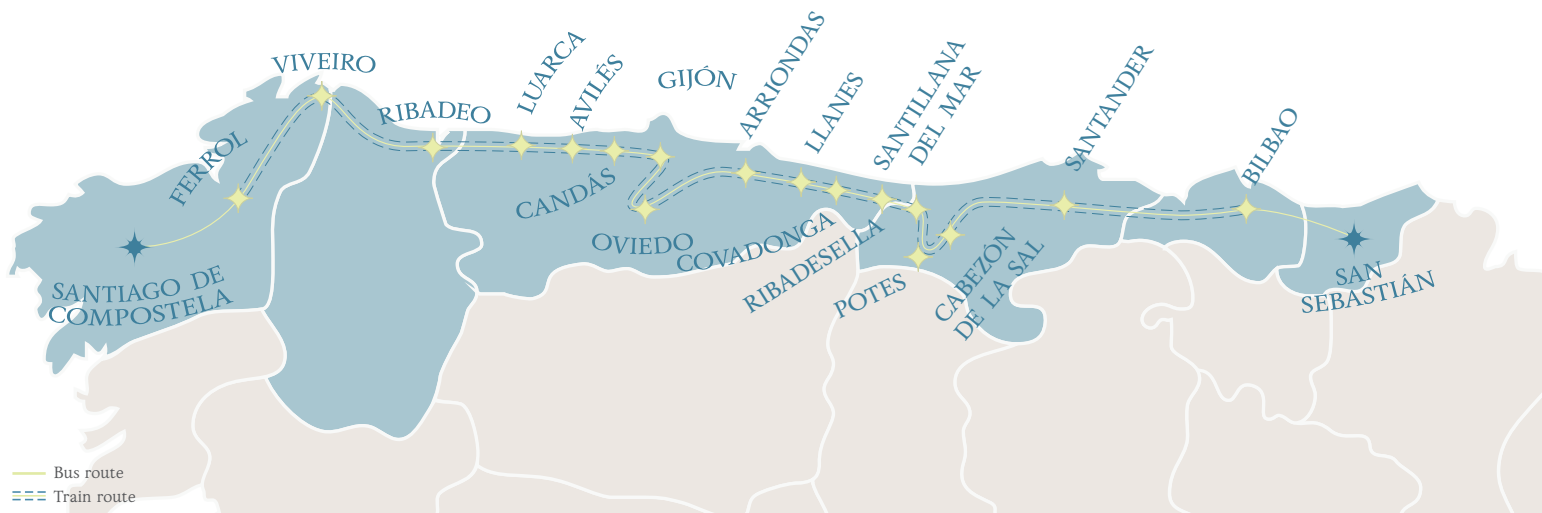 VIVEIRO
RIBADEO
LUARCA
AVILÉS
GIJÓN
ARRIONDAS
LLANES
SANTILLANA
DEL MAR
SANTANDER
BILBAO
FERROL
CANDÁS
OVIEDO
COVADONGA
RIBADESELLA
POTES
CABEZÓN
DE LA SAL
SANTIAGO DE
COMPOSTELA
SAN
SEBASTIÁN
Bus route
Train route